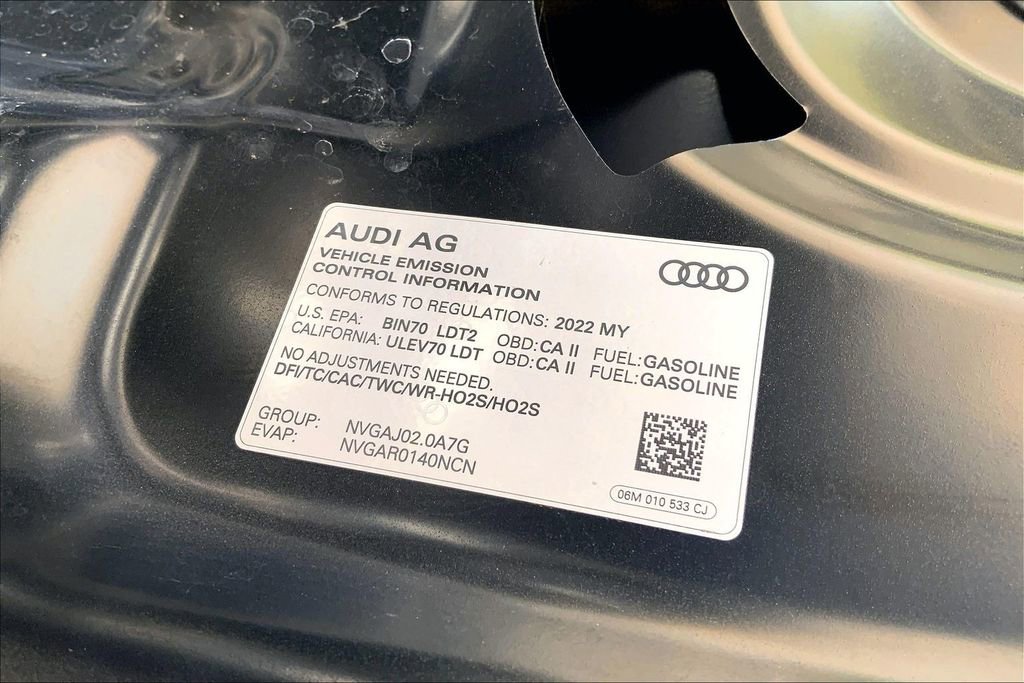 AUDI AG
VEHICLE EMISSION
CONTROL INFORMATION
CONFORMS TO REGULATIONS: 2022 MY
U.S. EPA: BIN70 LDT2 OBD:CA II FUEL:GASOLINE
CALIFORNIA: ULEV70 LDT OBD:CA II FUEL:GASOLINE
NO ADJUSTMENTS NEEDED.
DFI/TC/CAC/TWC/WR-HO2S/HO2S
GROUP: NVGAJ02.0A7G
EVAP: NVGAR0140NCN
06M 010 533 CJ